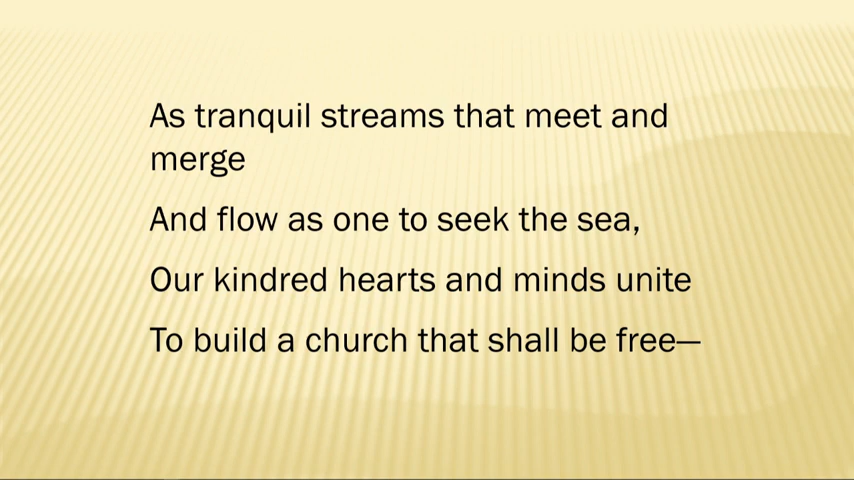 As tranquil streams that meet and
merge
And flow as one to seek the sea,
Our kindred hearts and minds unite
To build a church that shall be free—